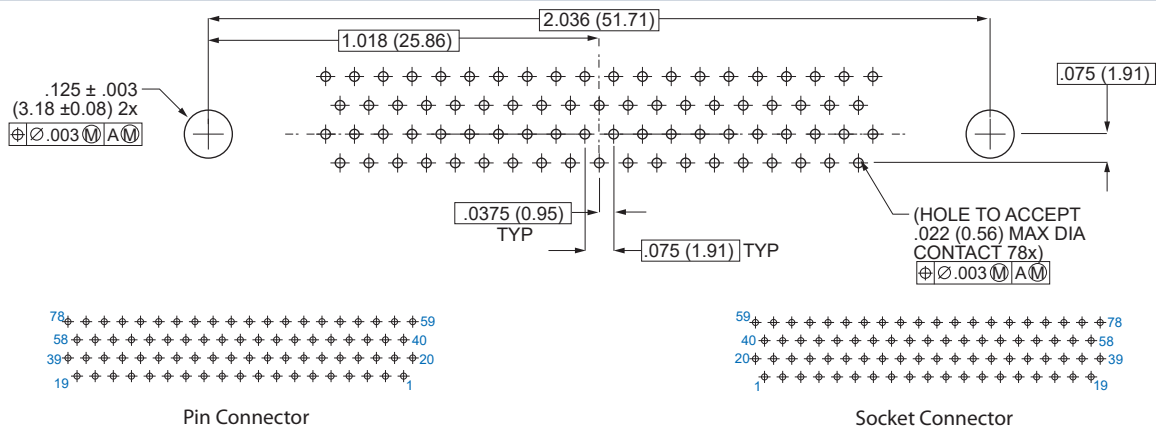 2.036 (51.71)
1.018 (25.86)
.075 (1.91)
.125 ± .003
(3.18 ±0.08) 2x
⌖ ∅ .003 Ⓜ A Ⓜ
.0375 (0.95)
TYP
.075 (1.91) TYP
(HOLE TO ACCEPT
.022 (0.56) MAX DIA
CONTACT 78x)
⌖ ∅ .003 Ⓜ A Ⓜ
78 59
58 40
39 20
19 1
Pin Connector
59 78
40 58
20 39
1 19
Socket Connector